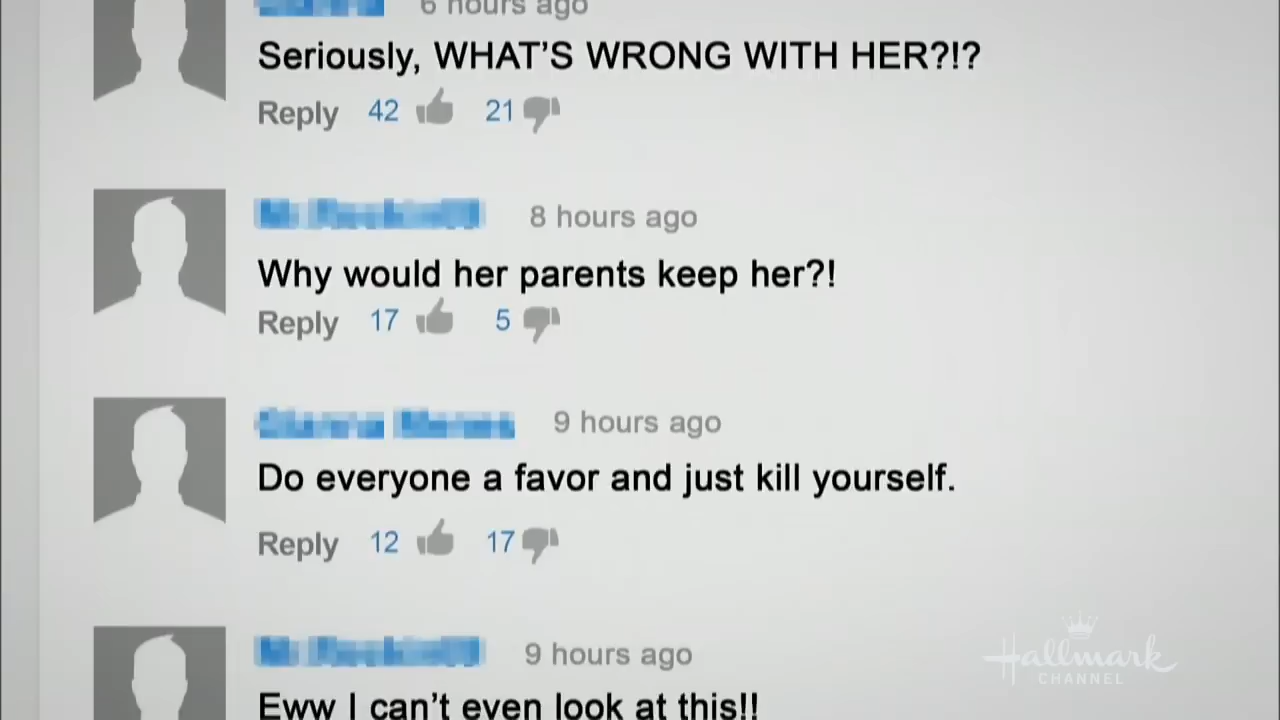 6 hours ago
Seriously, WHAT'S WRONG WITH HER?!?
Reply 42 21
8 hours ago
Why would her parents keep her?!
Reply 17 5
9 hours ago
Do everyone a favor and just kill yourself.
Reply 12 17
9 hours ago
Eww I can't even look at this!!
Hallmark
CHANNEL